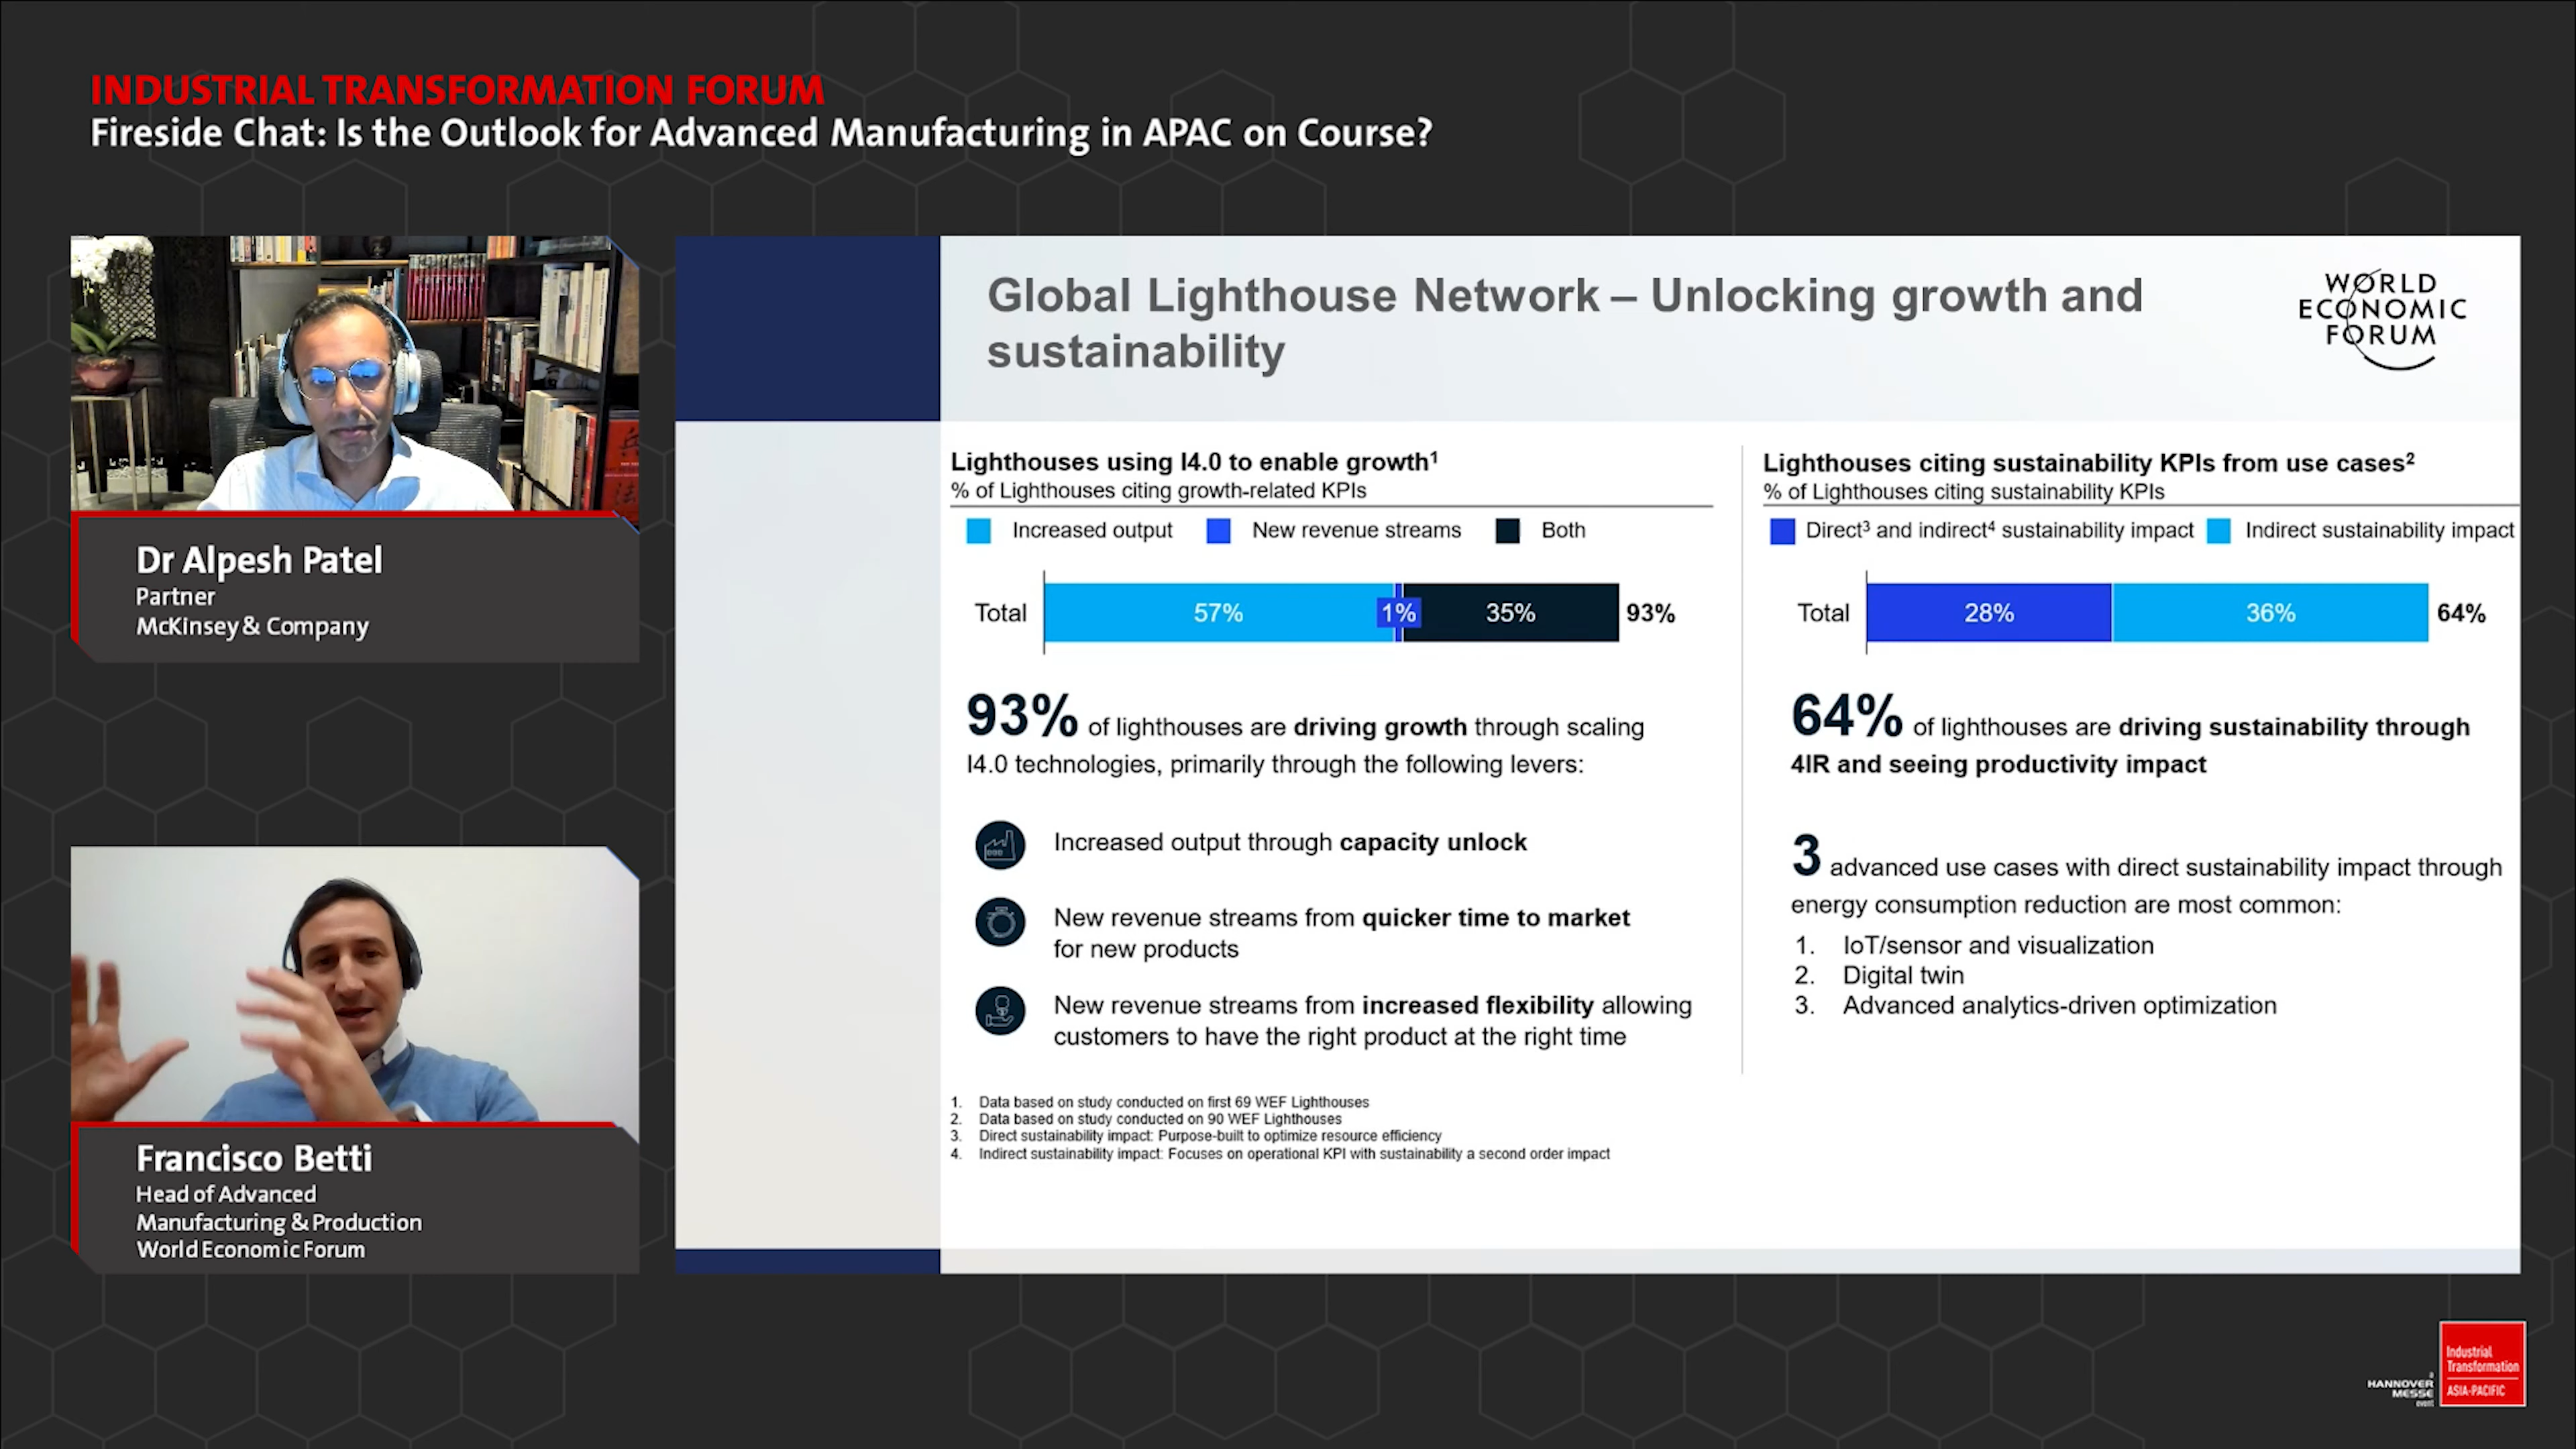 INDUSTRIAL TRANSFORMATION FORUM
Fireside Chat: Is the Outlook for Advanced Manufacturing in APAC on Course?
Dr Alpesh Patel
Partner
McKinsey & Company
Francisco Betti
Head of Advanced
Manufacturing & Production
World Economic Forum
Global Lighthouse Network – Unlocking growth and
sustainability
WORLD
ECONOMIC
FORUM
Lighthouses using I4.0 to enable growth¹
% of Lighthouses citing growth-related KPIs
Increased output New revenue streams Both
Total 57% 1% 35% 93%
93% of lighthouses are driving growth through scaling
I4.0 technologies, primarily through the following levers:
Increased output through capacity unlock
New revenue streams from quicker time to market
for new products
New revenue streams from increased flexibility allowing
customers to have the right product at the right time
Lighthouses citing sustainability KPIs from use cases²
% of Lighthouses citing sustainability KPIs
Direct³ and indirect⁴ sustainability impact Indirect sustainability impact
Total 28% 36% 64%
64% of lighthouses are driving sustainability through
4IR and seeing productivity impact
3 advanced use cases with direct sustainability impact through
energy consumption reduction are most common:
1. IoT/sensor and visualization
2. Digital twin
3. Advanced analytics-driven optimization
1. Data based on study conducted on first 69 WEF Lighthouses
2. Data based on study conducted on 90 WEF Lighthouses
3. Direct sustainability impact: Purpose-built to optimize resource efficiency
4. Indirect sustainability impact: Focuses on operational KPI with sustainability a second order impact
a
HANNOVER
MESSE
event
Industrial
Transformation
ASIA-PACIFIC